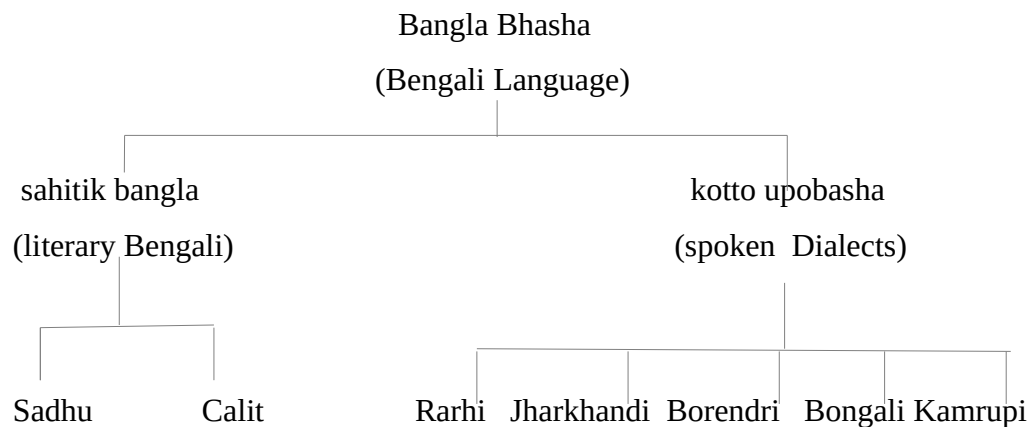 Bangla Bhasha
(Bengali Language)
sahitik bangla kotto upobasha
(literary Bengali) (spoken Dialects)
Sadhu Calit Rarhi Jharkhandi Borendri Bongali Kamrupi